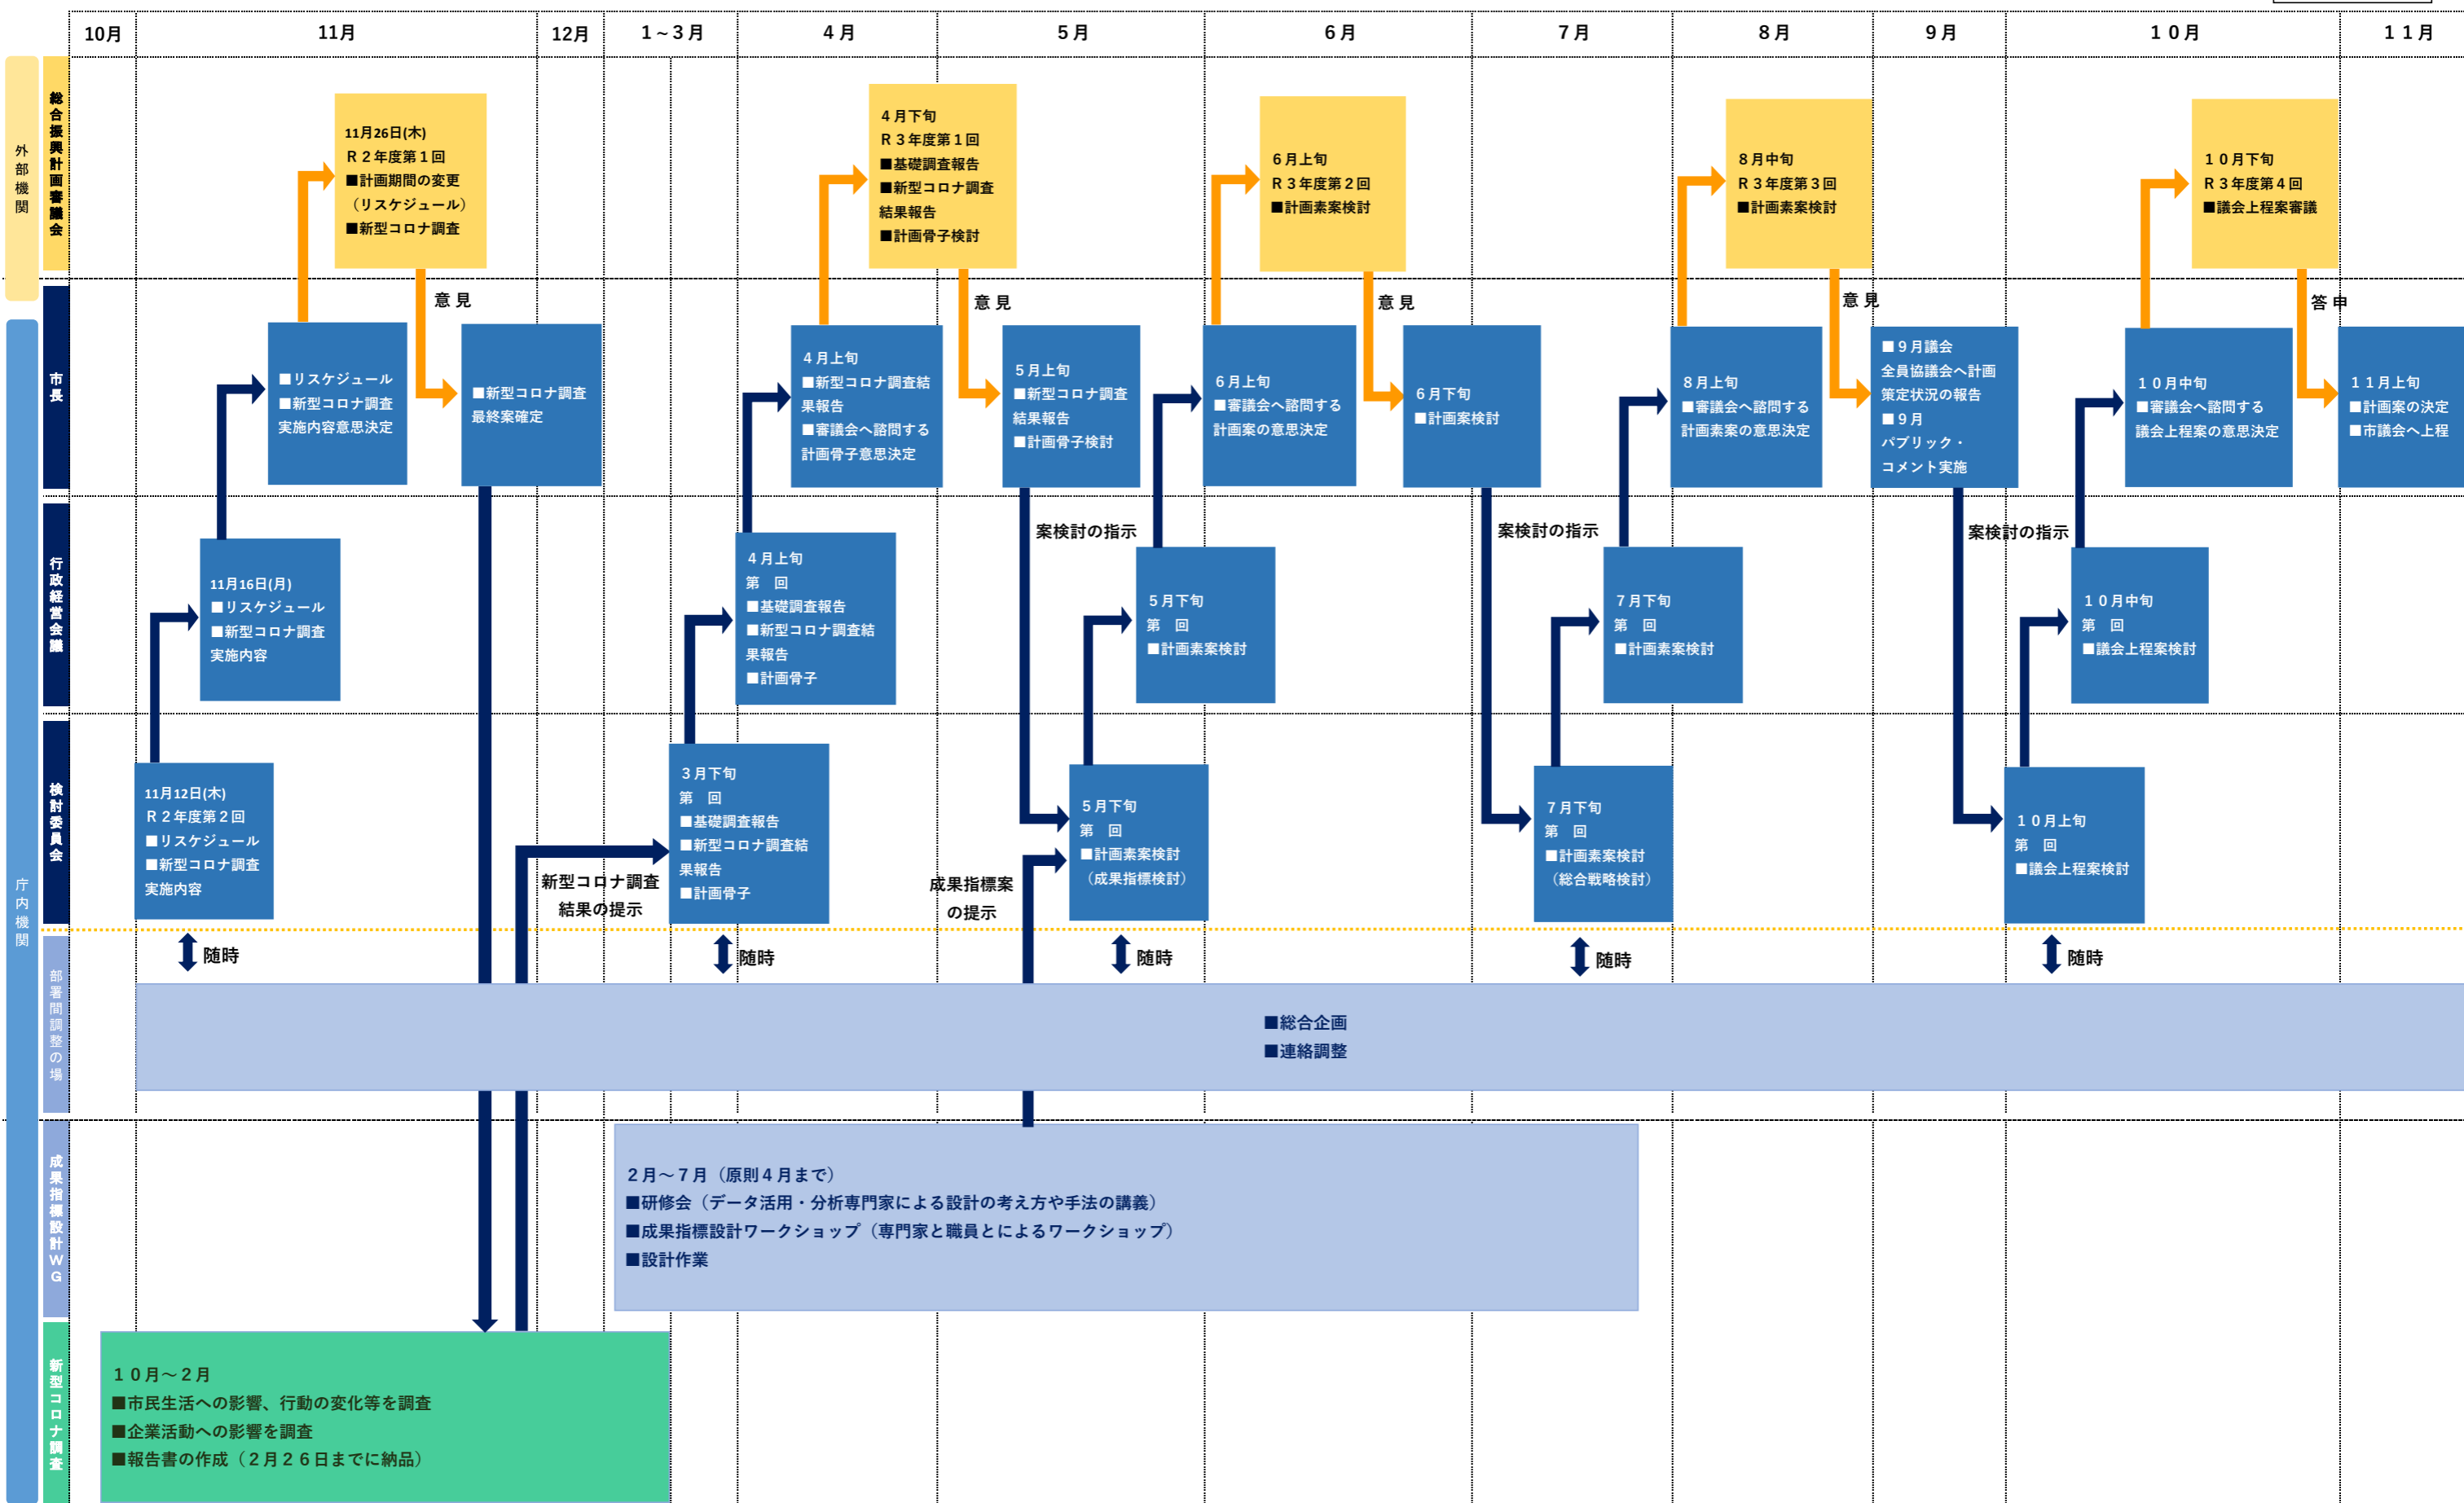 10月
11月
12月
1～3月
４月
５月
６月
７月
８月
９月
１０月
１１月
外部機関
総合振興計画審議会
11月26日(木)
Ｒ２年度第１回
■計画期間の変更
（リスケジュール）
■新型コロナ調査
４月下旬
Ｒ３年度第１回
■基礎調査報告
■新型コロナ調査
結果報告
■計画骨子検討
６月上旬
Ｒ３年度第２回
■計画素案検討
８月中旬
Ｒ３年度第３回
■計画素案検討
１０月下旬
Ｒ３年度第４回
■議会上程案審議
意見
意見
意見
意見
答申
庁内機関
市長
■リスケジュール
■新型コロナ調査
実施内容意思決定
■新型コロナ調査
最終案確定
４月上旬
■新型コロナ調査結
果報告
■審議会へ諮問する
計画骨子意思決定
５月上旬
■新型コロナ調査
結果報告
■計画骨子検討
６月上旬
■審議会へ諮問する
計画案の意思決定
６月下旬
■計画案検討
８月上旬
■審議会へ諮問する
計画素案の意思決定
■９月議会
全員協議会へ計画
策定状況の報告
■９月
パブリック・
コメント実施
１０月中旬
■審議会へ諮問する
議会上程案の意思決定
１１月上旬
■計画案の決定
■市議会へ上程
行政経営会議
11月16日(月)
■リスケジュール
■新型コロナ調査
実施内容
４月上旬
第　回
■基礎調査報告
■新型コロナ調査結
果報告
■計画骨子
案検討の指示
５月下旬
第　回
■計画素案検討
案検討の指示
７月下旬
第　回
■計画素案検討
案検討の指示
１０月中旬
第　回
■議会上程案検討
検討委員会
11月12日(木)
Ｒ２年度第２回
■リスケジュール
■新型コロナ調査
実施内容
新型コロナ調査
結果の提示
３月下旬
第　回
■基礎調査報告
■新型コロナ調査結
果報告
■計画骨子
成果指標案
の提示
５月下旬
第　回
■計画素案検討
（成果指標検討）
７月下旬
第　回
■計画素案検討
（総合戦略検討）
１０月上旬
第　回
■議会上程案検討
随時
随時
随時
随時
随時
部署間調整の場
■総合企画
■連絡調整
成果指標設計ＷＧ
２月～７月（原則４月まで）
■研修会（データ活用・分析専門家による設計の考え方や手法の講義）
■成果指標設計ワークショップ（専門家と職員とによるワークショップ）
■設計作業
新型コロナ調査
１０月～２月
■市民生活への影響、行動の変化等を調査
■企業活動への影響を調査
■報告書の作成（２月２６日までに納品）